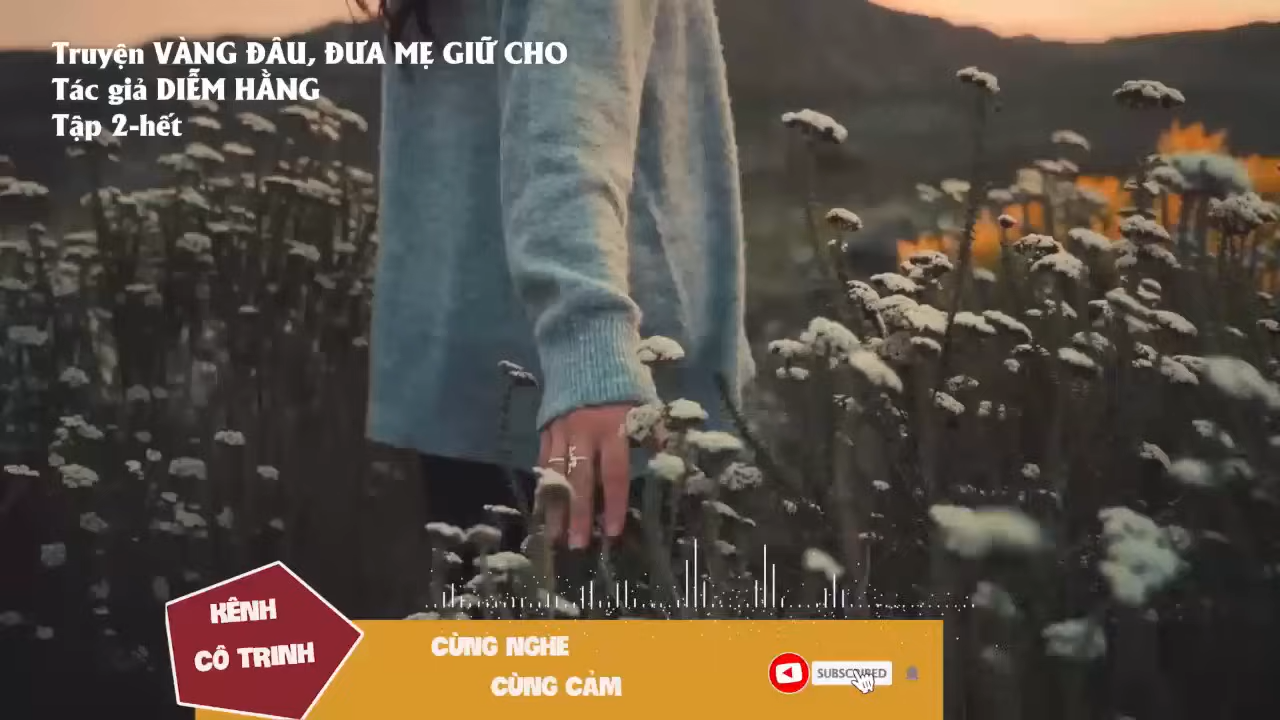 Truyện VÀNG ĐÂU, ĐƯA MẸ GIỮ CHO
Tác giả DIỄM HẰNG
Tập 2-hết
KÊNH
CÔ TRINH
CÙNG NGHE
CÙNG CẢM
SUBSCRIBED